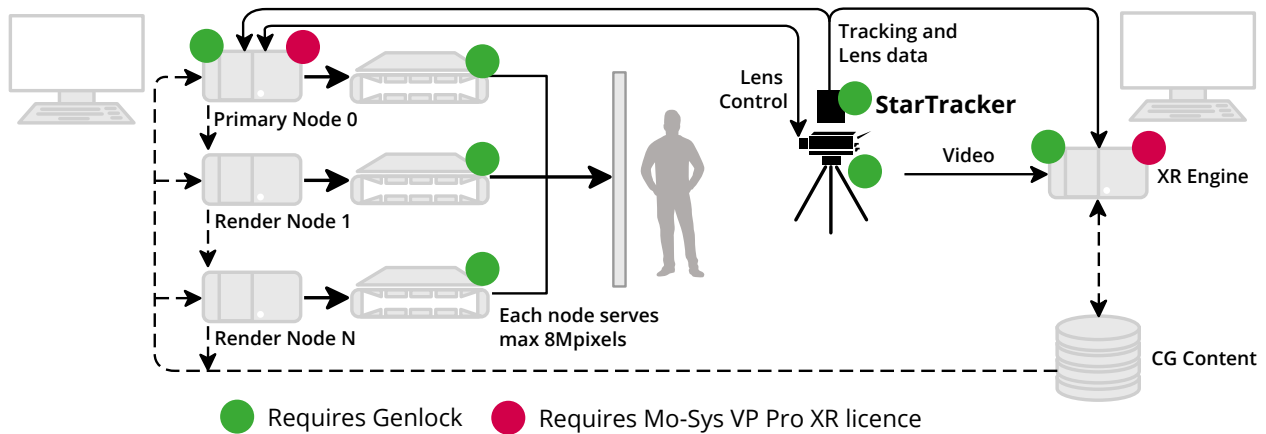 Tracking and
Lens data
Lens
Control
StarTracker
Primary Node 0
Video
XR Engine
Render Node 1
Each node serves
max 8Mpixels
Render Node N
CG Content
Requires Genlock
Requires Mo-Sys VP Pro XR licence